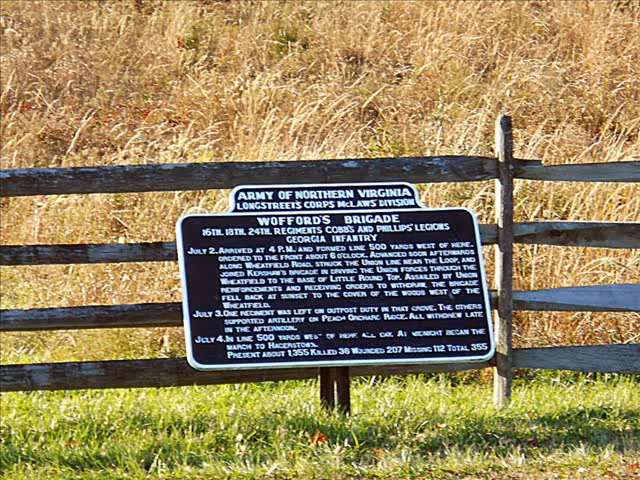 ARMY OF NORTHERN VIRGINIA
LONGSTREETS CORPS McLAWS DIVISION
WOFFORD'S BRIGADE
16TH. 18TH. 24TH. REGIMENTS COBB'S AND PHILLIPS' LEGIONS
GEORGIA INFANTRY
JULY 2. ARRIVED AT 4 P.M. AND FORMED LINE 500 YARDS WEST OF HERE.
ORDERED TO THE FRONT ABOUT 6 O'CLOCK. ADVANCED SOON AFTERWARDS
ALONG WHEATFIELD ROAD, STRUCK THE UNION LINE NEAR THE LOOP, AND
JOINED KERSHAW'S BRIGADE IN DRIVING THE UNION FORCES THROUGH THE
WHEATFIELD TO THE BASE OF LITTLE ROUND TOP. ASSAILED BY UNION
REINFORCEMENTS AND RECEIVING ORDERS TO WITHDRAW, THE BRIGADE
FELL BACK AT SUNSET TO THE COVER OF THE WOODS WEST OF THE
WHEATFIELD.
JULY 3. ONE REGIMENT WAS LEFT ON OUTPOST DUTY IN THAT GROVE. THE OTHERS
SUPPORTED ARTILLERY ON PEACH ORCHARD RIDGE. ALL WITHDREW LATE
IN THE AFTERNOON.
JULY 4. IN LINE 500 YARDS WEST OF HERE ALL DAY. AT MIDNIGHT BEGAN THE
MARCH TO HAGERSTOWN.
PRESENT ABOUT 1,355 KILLED 36 WOUNDED 207 MISSING 112 TOTAL 355